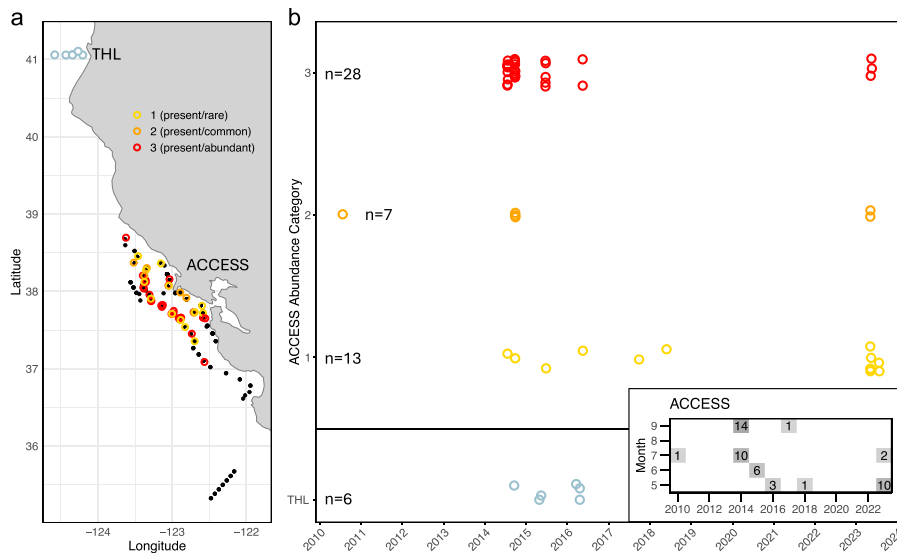 a
41
THL
1 (present/rare)
2 (present/common)
3 (present/abundant)
40
39
ACCESS
38
37
36
Latitude
−124
−123
−122
Longitude
b
3
n=28
2
n=7
1
n=13
THL
n=6
ACCESS Abundance Category
2010
2011
2012
2013
2014
2015
2016
2017
2018
2019
2020
2021
2022
2023
2024
ACCESS
9
14
1
7
1
10
2
6
6
5
3
1
10
Month
2010
2012
2014
2016
2018
2020
2022